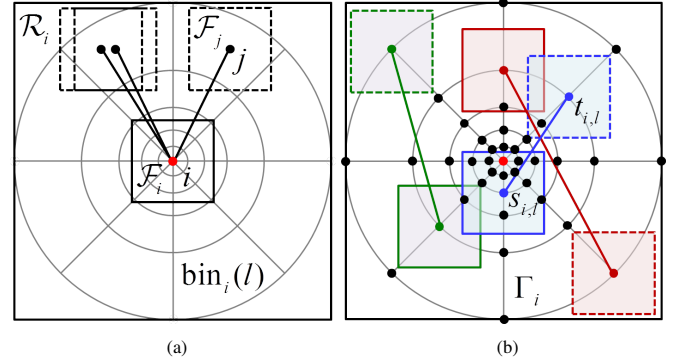 ℛᵢ
ℱⱼ
j
ℱᵢ
i
binᵢ(l)
tᵢ,ₗ
sᵢ,ₗ
Γᵢ
(a)
(b)